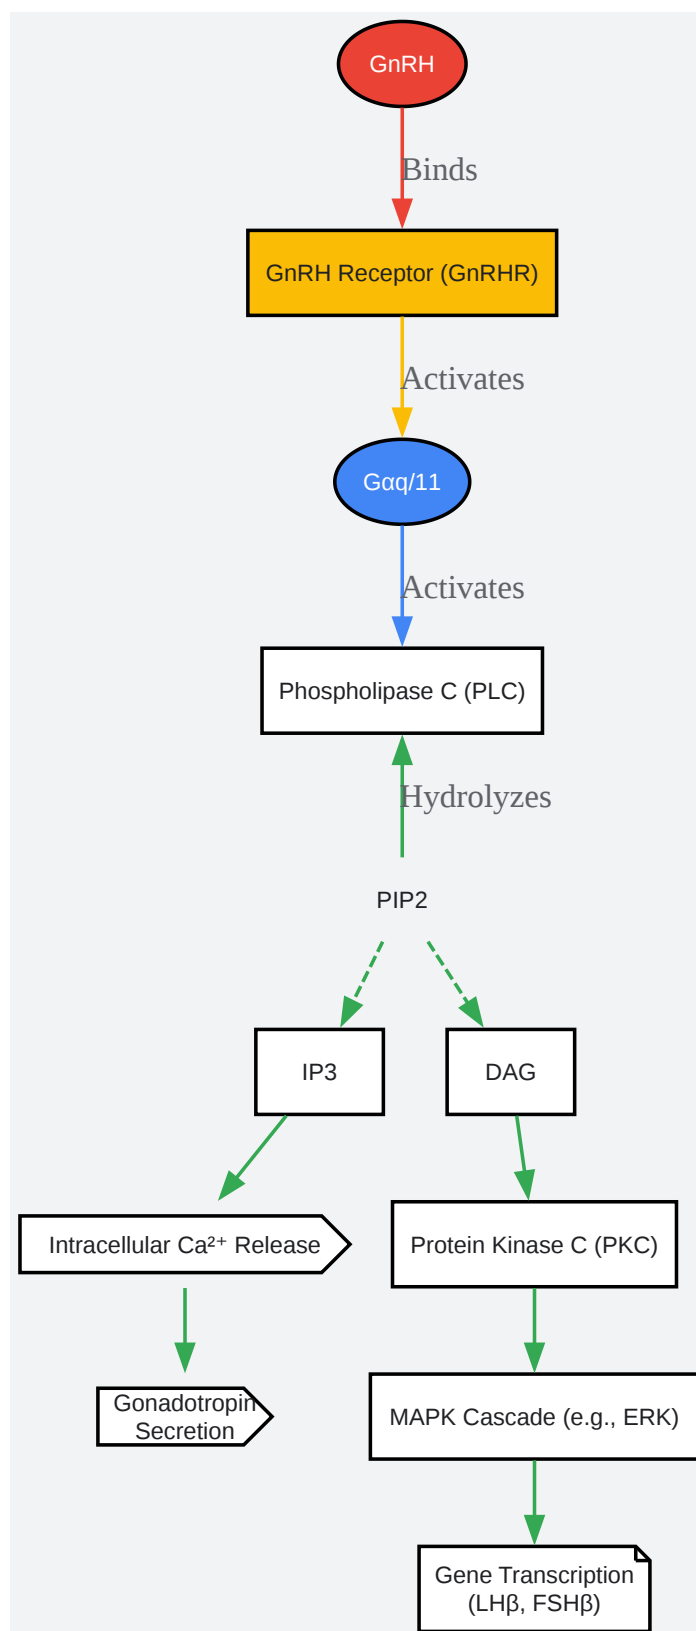 GnRH
Binds
GnRH Receptor (GnRHR)
Activates
Gαq/11
Activates
Phospholipase C (PLC)
Hydrolyzes
PIP2
IP3
DAG
Intracellular Ca²⁺ Release
Protein Kinase C (PKC)
Gonadotropin
Secretion
MAPK Cascade (e.g., ERK)
Gene Transcription
(LHβ, FSHβ)